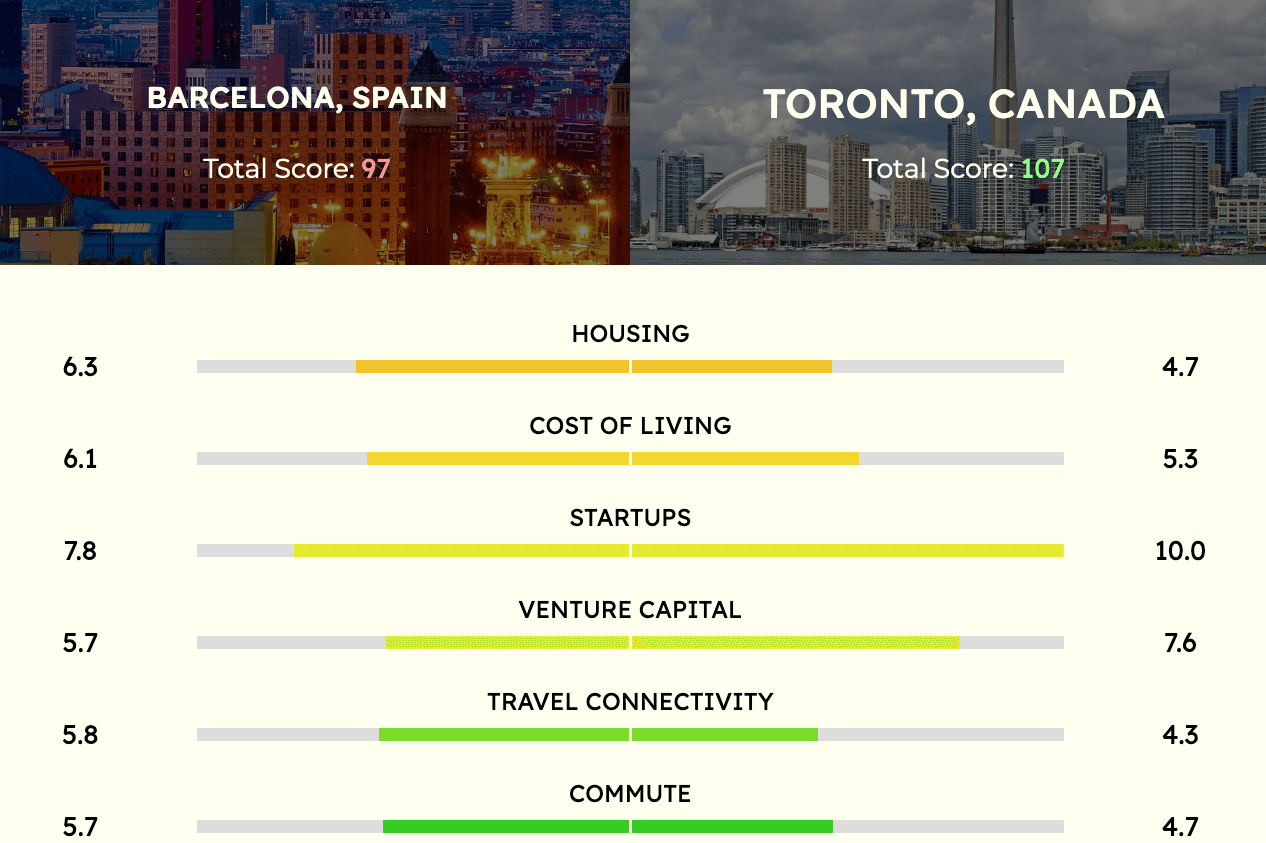 BARCELONA, SPAIN
Total Score: 97
TORONTO, CANADA
Total Score: 107
HOUSING
6.3
4.7
COST OF LIVING
6.1
5.3
STARTUPS
7.8
10.0
VENTURE CAPITAL
5.7
7.6
TRAVEL CONNECTIVITY
5.8
4.3
COMMUTE
5.7
4.7